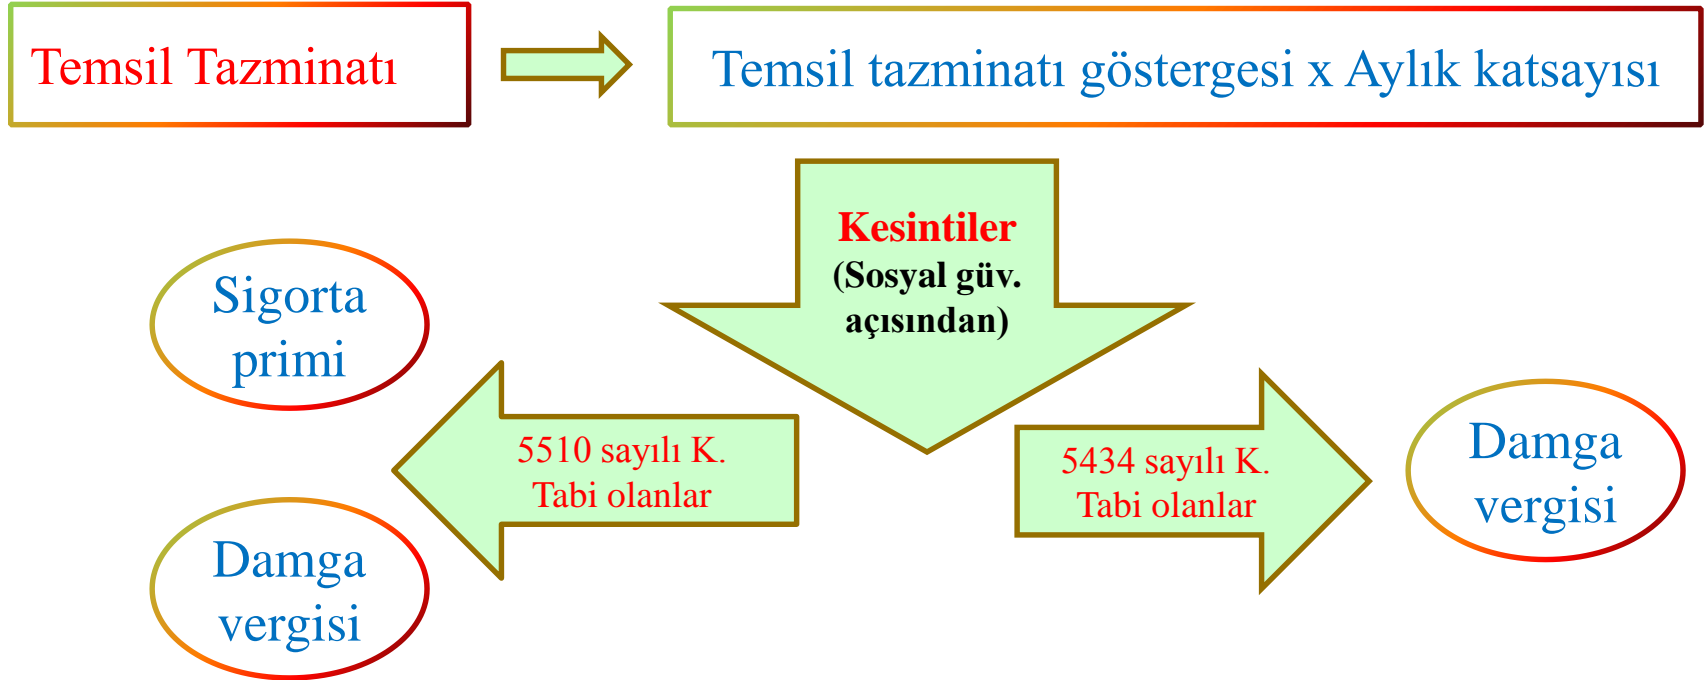 Temsil Tazminatı
Temsil tazminatı göstergesi x Aylık katsayısı
Kesintiler
(Sosyal güv.
açısından)
Sigorta
primi
5510 sayılı K.
Tabi olanlar
5434 sayılı K.
Tabi olanlar
Damga
vergisi
Damga
vergisi